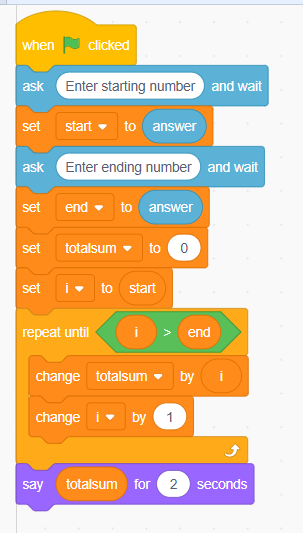 when clicked
ask Enter starting number and wait
set start to answer
ask Enter ending number and wait
set end to answer
set totalsum to 0
set i to start
repeat until i > end
change totalsum by i
change i by 1
say totalsum for 2 seconds